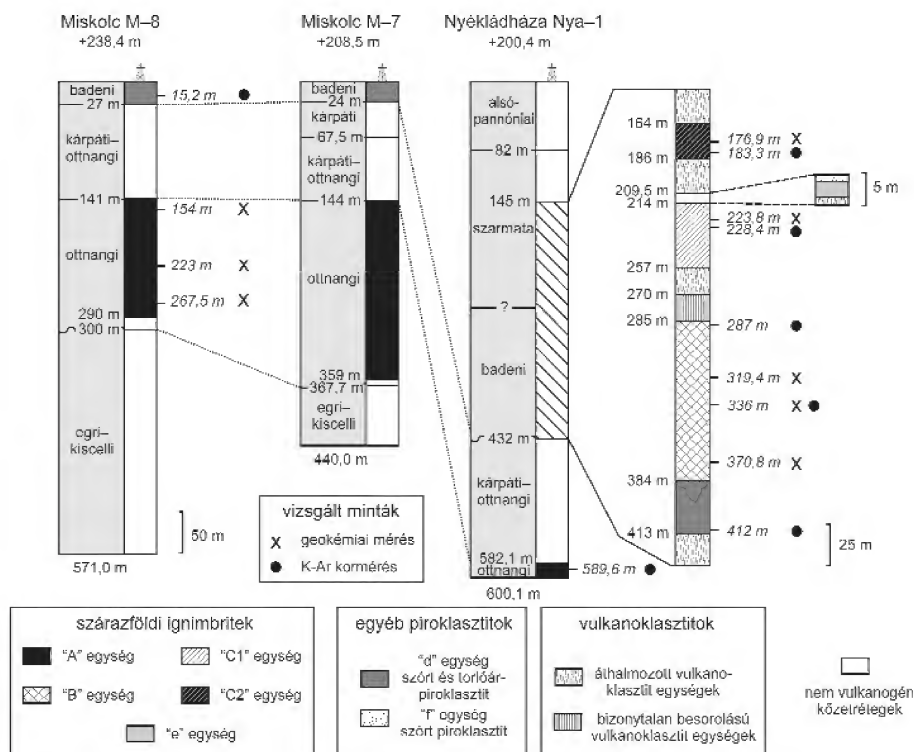 Miskolc M–8
+238,4 m
badeni
27 m
15,2 m
kárpáti–
ottnangi
141 m
154 m
X
ottnangi
223 m
X
267,5 m
X
290 m
300 m
egri–
kiscelli
571,0 m
50 m
Miskolc M–7
+208,5 m
badeni
24 m
kárpáti
67,5 m
kárpáti–
ottnangi
144 m
ottnangi
359 m
367,7 m
egri–
kiscelli
440,0 m
Nyékládháza Nya–1
+200,4 m
alsó-
pannóniai
82 m
145 m
szarmata
?
badeni
432 m
kárpáti–
ottnangi
582,1 m
ottnangi
589,6 m
600,1 m
164 m
176,9 m
X
183,3 m
186 m
209,5 m
5 m
214 m
223,8 m
X
228,4 m
257 m
270 m
285 m
287 m
319,4 m
X
336 m
X
370,8 m
X
384 m
412 m
413 m
25 m
vizsgált minták
X geokémiai mérés
K-Ar kormérés
szárazföldi ignimbritek
"A" egység
"C1" egység
"B" egység
"C2" egység
"e" egység
egyéb piroklasztitok
"d" egység
szórt és torlóár-
piroklasztit
"f" egység
szórt piroklasztit
vulkanoklasztitok
áthalmozott vulkano-
klasztit egységek
bizonytalan besorolású
vulkanoklasztit egységek
nem vulkanogén
kőzetrétegek